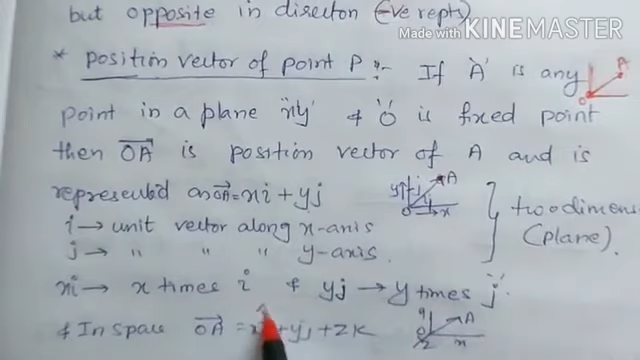 but opposite in direction (-ve repts)
Made with KINEMASTER
* Position vector of point P :- If 'A' is any
point in a plane "xy" & "O" is fixed point
then OA is position vector of A and is
represented as OA = xi + yj
i → unit vector along x-axis
j → " " " y-axis.
two dimens
(plane).
xi → x times i & yj → y times j
& In space OA = xi + yj + zk